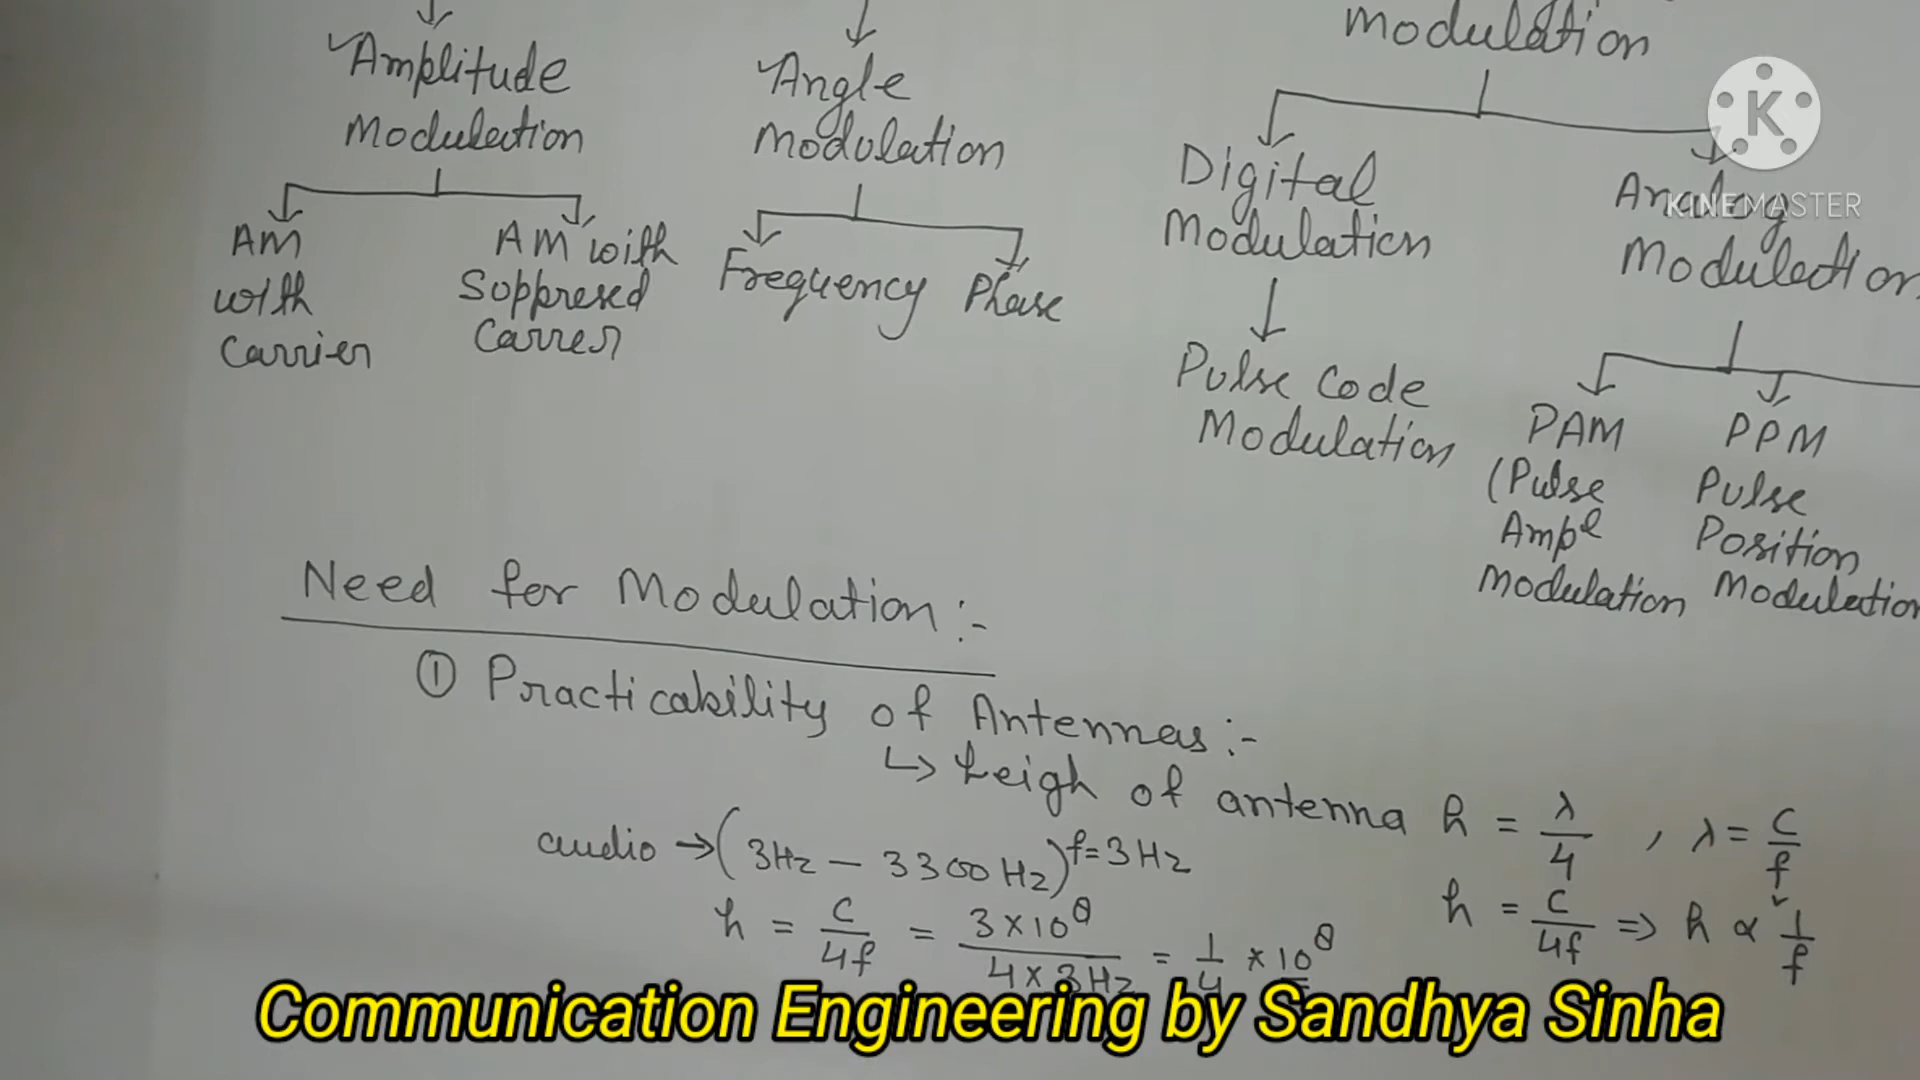 modulation
Amplitude
Modulation
Angle
modulation
Digital
Modulation
Analog
Modulation
K
KINEMASTER
AM
with
Carrier
AM with
Soppresed
Carrer
Frequency Phase
Pulse Code
Modulation
PAM
(Pulse
Ampl
modulation
PPM
Pulse
Position
Modulation
Need for Modulation:-
① Practicability of Antennas:-
↳ heigh of antenna h = λ/4 , λ = c/f
audio → (3Hz - 3300 Hz) f=3Hz
h = c/4f ⇒ h ∝ 1/f
h = c/4f = 3×10⁸/4×3Hz = 1/4 × 10⁸
Communication Engineering by Sandhya Sinha